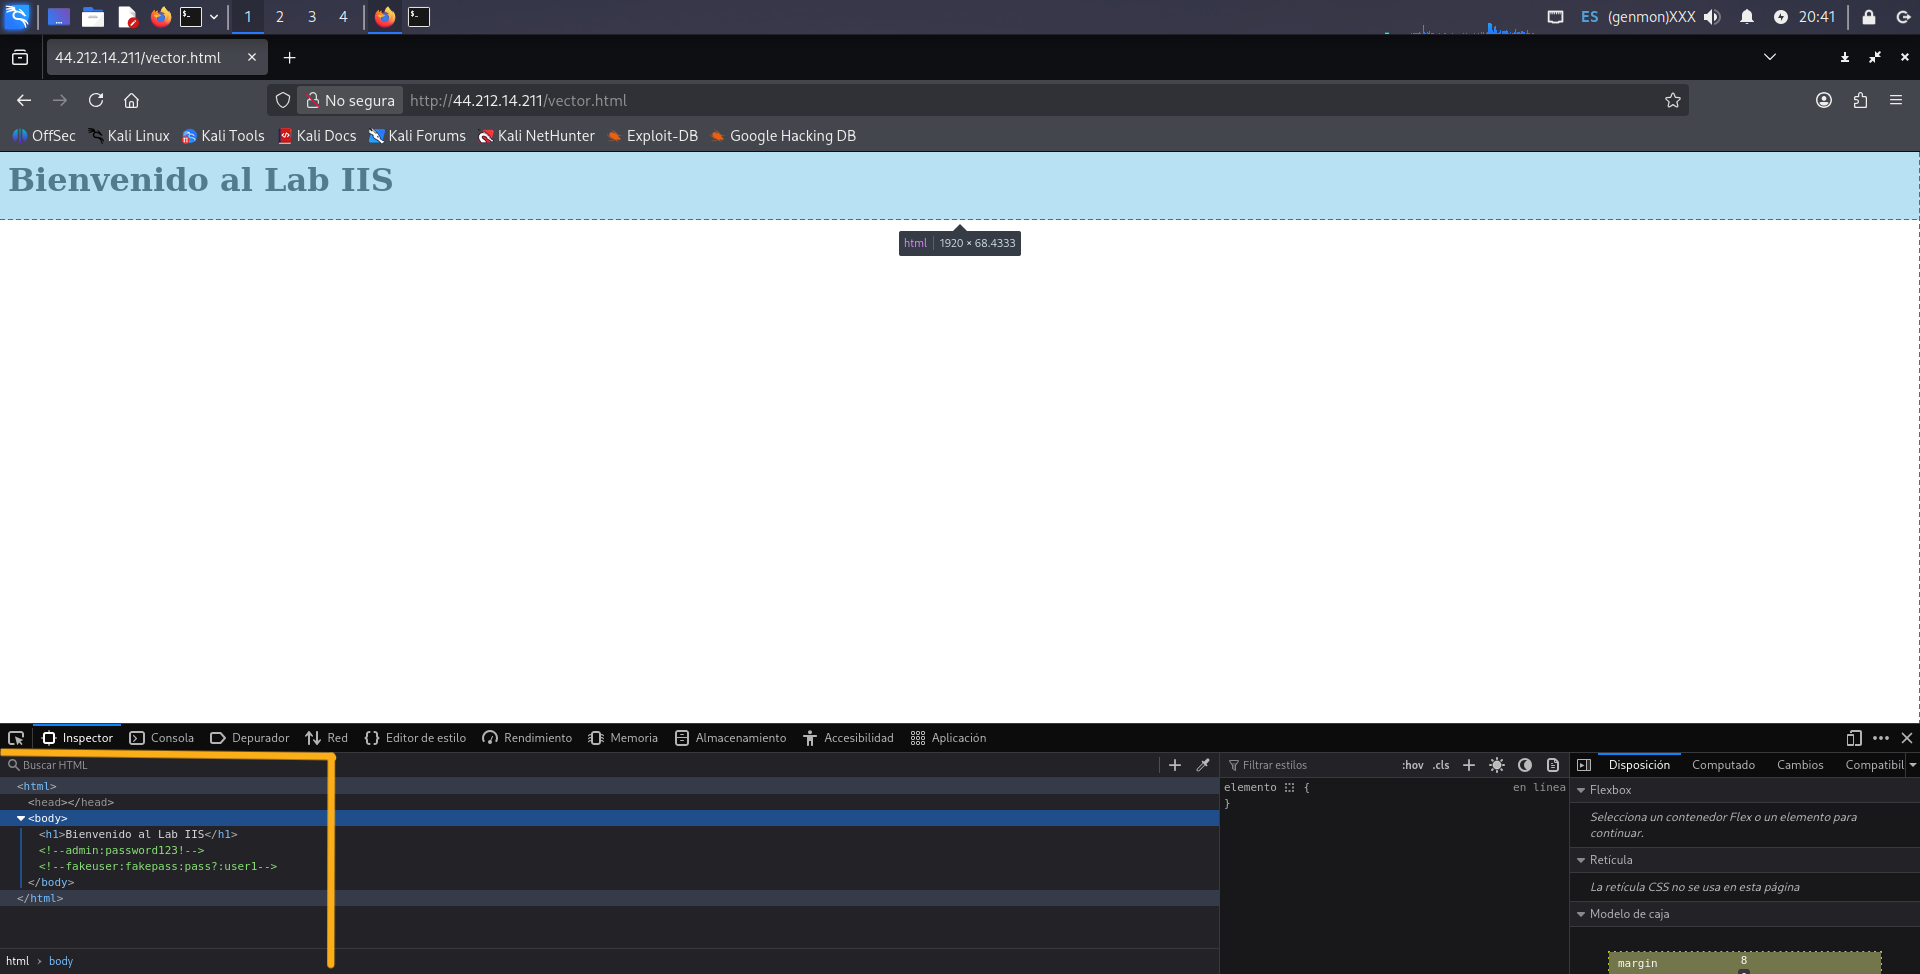 1 2 3 4 ES (genmon)XXX 20:41
44.212.14.211/vector.html
No segura http://44.212.14.211/vector.html
OffSec Kali Linux Kali Tools Kali Docs Kali Forums Kali NetHunter Exploit-DB Google Hacking DB
Bienvenido al Lab IIS
html 1920 × 68.4333
Inspector Consola Depurador Red Editor de estilo Rendimiento Memoria Almacenamiento Accesibilidad Aplicación
Buscar HTML
<html>
<head></head>
<body>
<h1>Bienvenido al Lab IIS</h1>
<!--admin:password123!-->
<!--fakeuser:fakepass:pass?:user1-->
</body>
</html>
html › body
Filtrar estilos :hov .cls
elemento { en línea
}
Disposición Computado Cambios Compatibil
Flexbox
Selecciona un contenedor Flex o un elemento para
continuar.
Retícula
La retícula CSS no se usa en esta página
Modelo de caja
margin 8